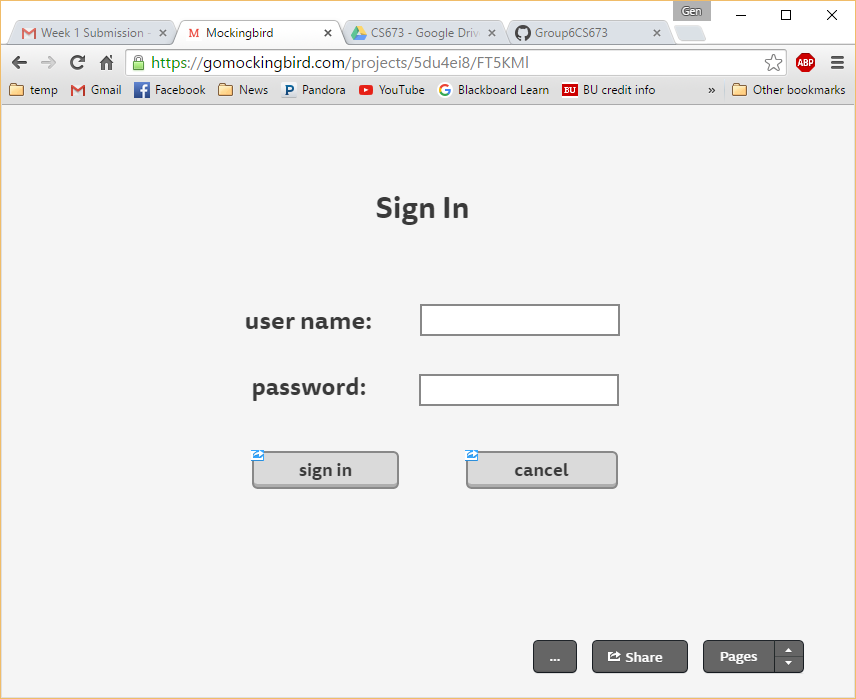 Gen
Week 1 Submission - Mockingbird CS673 - Google Driv Group6CS673
https://gomockingbird.com/projects/5du4ei8/FT5KMl
ABP
temp Gmail Facebook News Pandora YouTube Blackboard Learn BU BU credit info » Other bookmarks
Sign In
user name:
password:
sign in cancel
... Share Pages